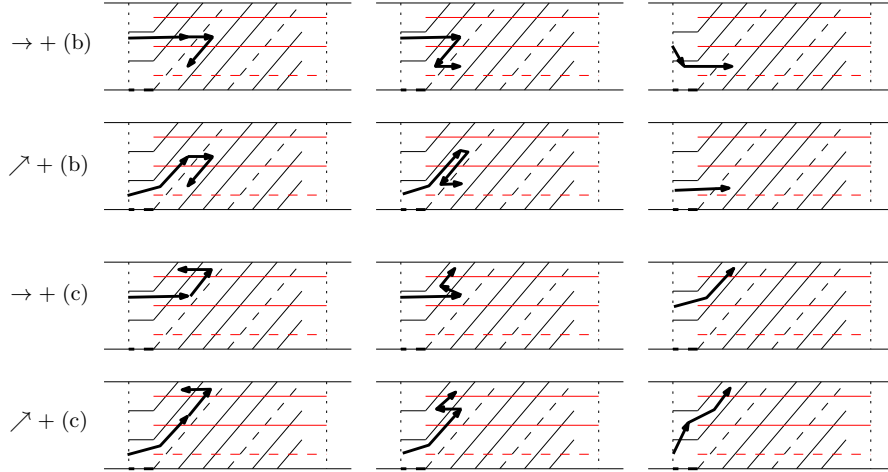 → + (b)
↗ + (b)
→ + (c)
↗ + (c)